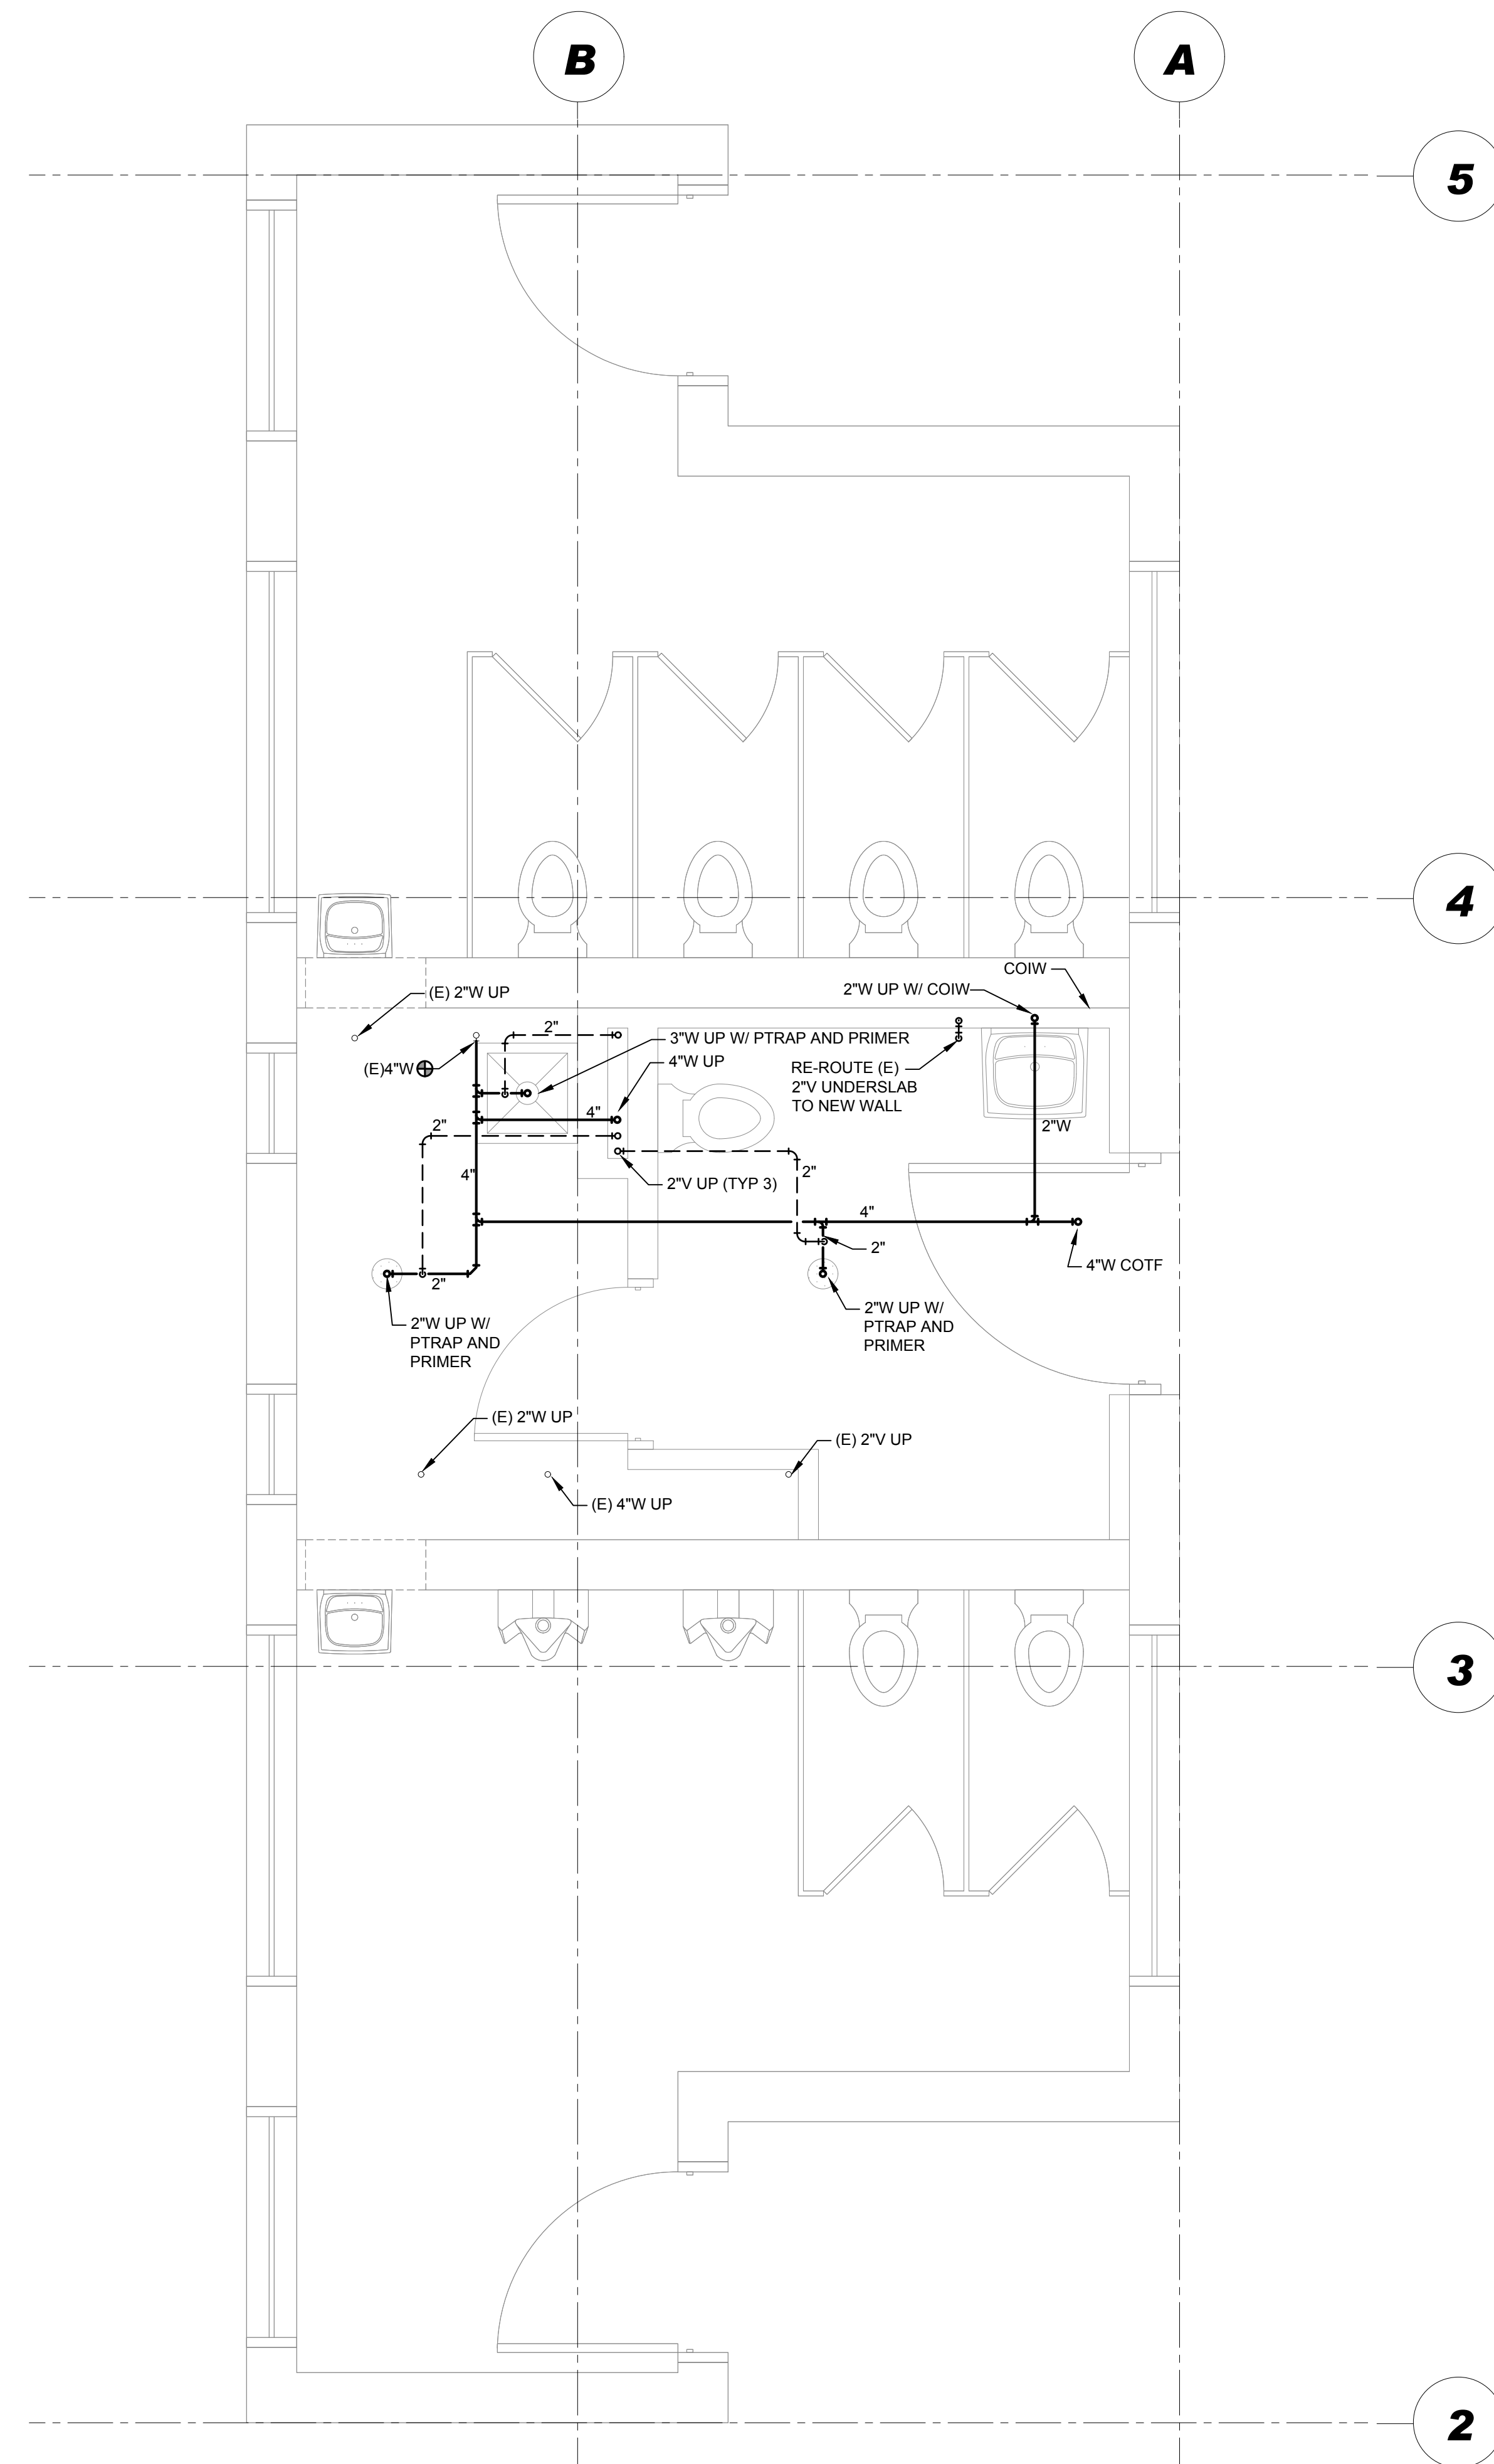 B
A
5
4
(E) 2"W UP
COIW
2"W UP W/ COIW
2"
3"W UP W/ PTRAP AND PRIMER
(E)4"W
4"W UP
RE-ROUTE (E)
2"V UNDERSLAB
TO NEW WALL
4"
2"
2"W
4"
2"
2"V UP (TYP 3)
4"
2"
4"W COTF
2"
2"W UP W/
PTRAP AND
PRIMER
2"W UP W/
PTRAP AND
PRIMER
(E) 2"W UP
(E) 2"V UP
(E) 4"W UP
3
2